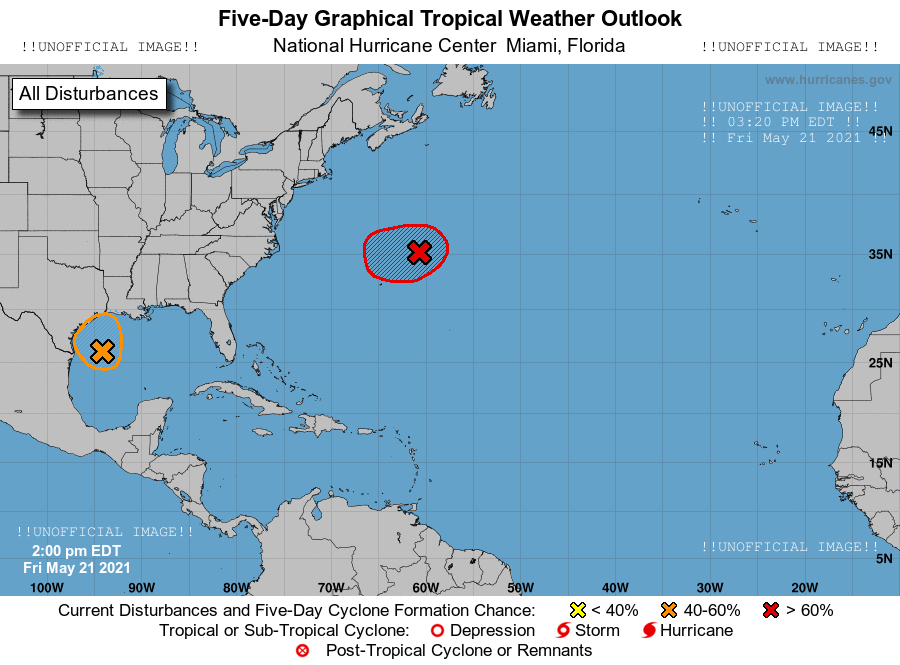 Five-Day Graphical Tropical Weather Outlook
!!UNOFFICIAL IMAGE!! National Hurricane Center Miami, Florida !!UNOFFICIAL IMAGE!!
www.hurricanes.gov
All Disturbances
!!UNOFFICIAL IMAGE!!
!! 03:20 PM EDT !!
!! Fri May 21 2021 !!
45N
35N
25N
15N
!!UNOFFICIAL IMAGE!!
!!UNOFFICIAL IMAGE!!
2:00 pm EDT
Fri May 21 2021
5N
100W 90W 80W 70W 60W 50W 40W 30W 20W
Current Disturbances and Five-Day Cyclone Formation Chance: < 40% 40-60% > 60%
Tropical or Sub-Tropical Cyclone: Depression Storm Hurricane
Post-Tropical Cyclone or Remnants